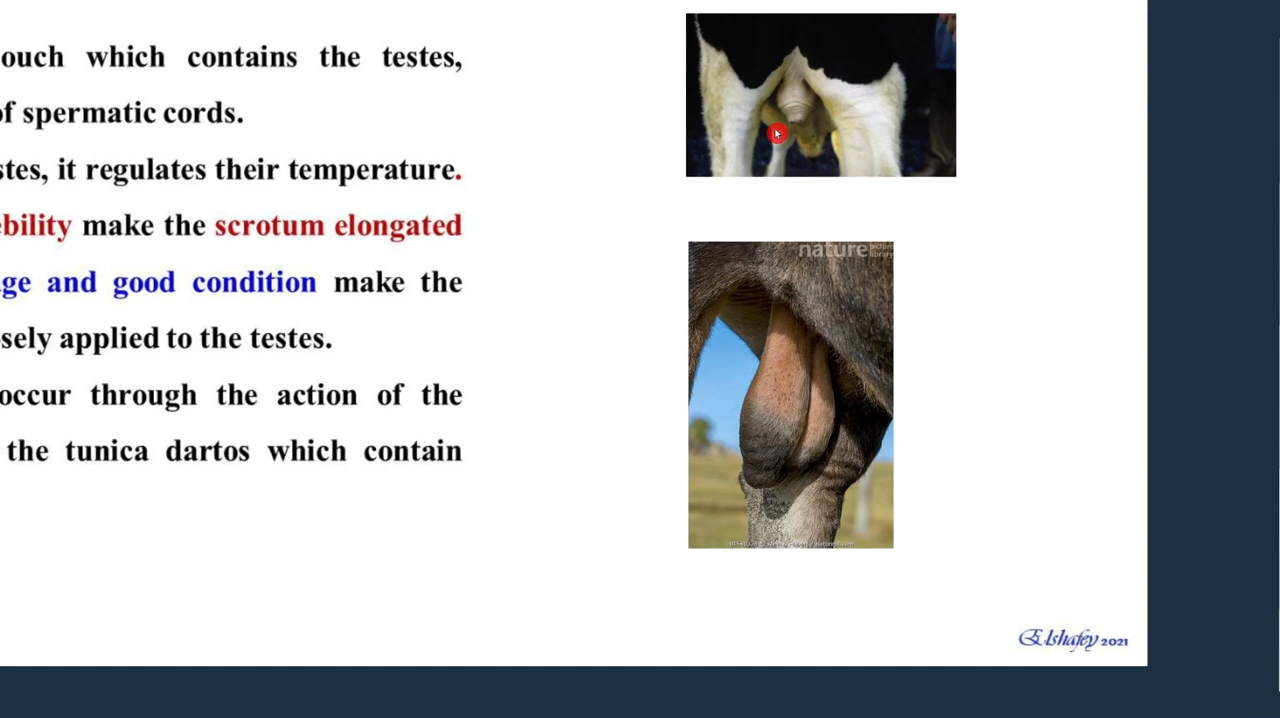 ouch which contains the testes,
of spermatic cords.
stes, it regulates their temperature.
ebility make the scrotum elongated
ge and good condition make the
sely applied to the testes.
occur through the action of the
the tunica dartos which contain
nature picture library
Elshafey 2021